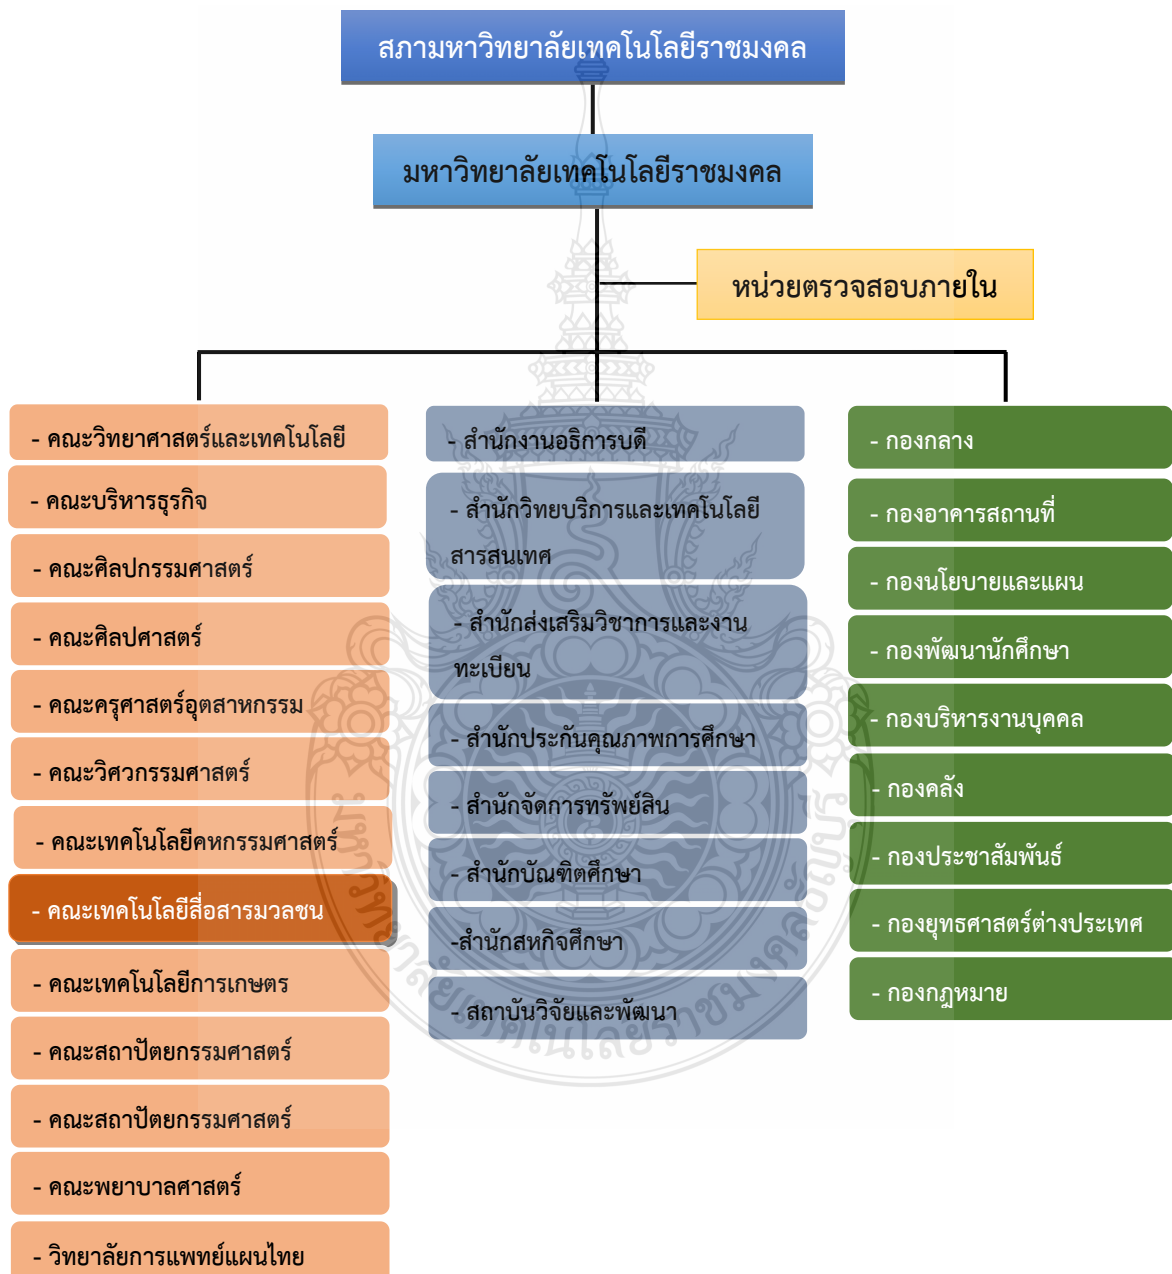 สภามหาวิทยาลัยเทคโนโลยีราชมงคล
มหาวิทยาลัยเทคโนโลยีราชมงคล
หน่วยตรวจสอบภายใน
- คณะวิทยาศาสตร์และเทคโนโลยี
- คณะบริหารธุรกิจ
- คณะศิลปกรรมศาสตร์
- คณะศิลปศาสตร์
- คณะครุศาสตร์อุตสาหกรรม
- คณะวิศวกรรมศาสตร์
- คณะเทคโนโลยีคหกรรมศาสตร์
- คณะเทคโนโลยีสื่อสารมวลชน
- คณะเทคโนโลยีการเกษตร
- คณะสถาปัตยกรรมศาสตร์
- คณะสถาปัตยกรรมศาสตร์
- คณะพยาบาลศาสตร์
- วิทยาลัยการแพทย์แผนไทย
- สำนักงานอธิการบดี
- สำนักวิทยบริการและเทคโนโลยี
สารสนเทศ
- สำนักส่งเสริมวิชาการและงาน
ทะเบียน
- สำนักประกันคุณภาพการศึกษา
- สำนักจัดการทรัพย์สิน
- สำนักบัณฑิตศึกษา
-สำนักสหกิจศึกษา
- สถาบันวิจัยและพัฒนา
- กองกลาง
- กองอาคารสถานที่
- กองนโยบายและแผน
- กองพัฒนานักศึกษา
- กองบริหารงานบุคคล
- กองคลัง
- กองประชาสัมพันธ์
- กองยุทธศาสตร์ต่างประเทศ
- กองกฎหมาย
มหาวิทยาลัยเทคโนโลยีราชมงคลธัญบุรี